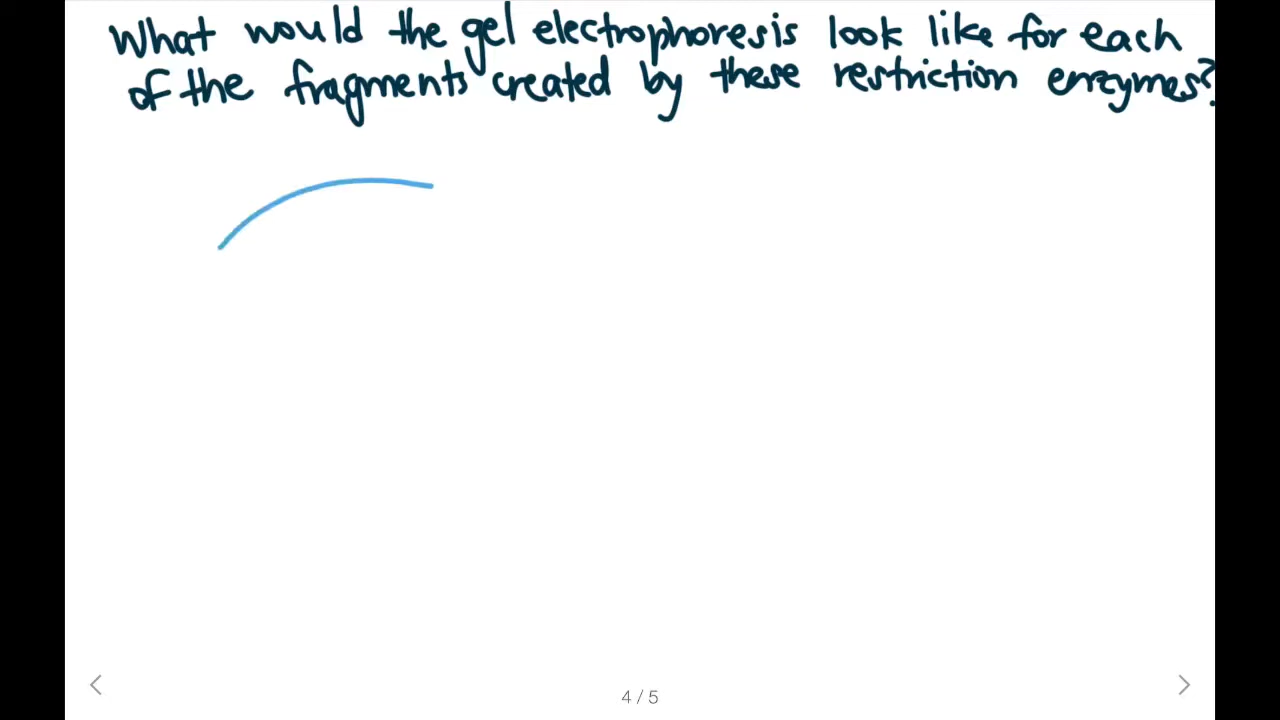 What would the gel electrophoresis look like for each
of the fragments created by these restriction enzymes?
4 / 5